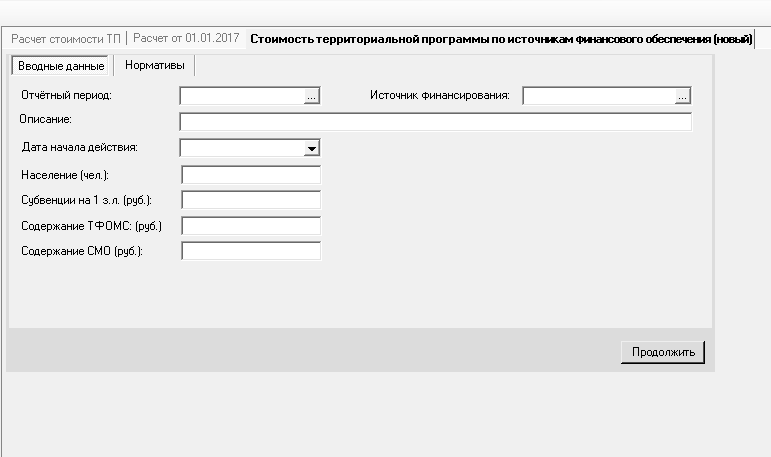 Расчет стоимости ТП Расчет от 01.01.2017 Стоимость территориальной программы по источникам финансового обеспечения (новый)
Вводные данные Нормативы
Отчётный период: ... Источник финансирования: ...
Описание:
Дата начала действия:
Население (чел.):
Субвенции на 1 з.л. (руб.):
Содержание ТФОМС: (руб.)
Содержание СМО (руб.):
Продолжить